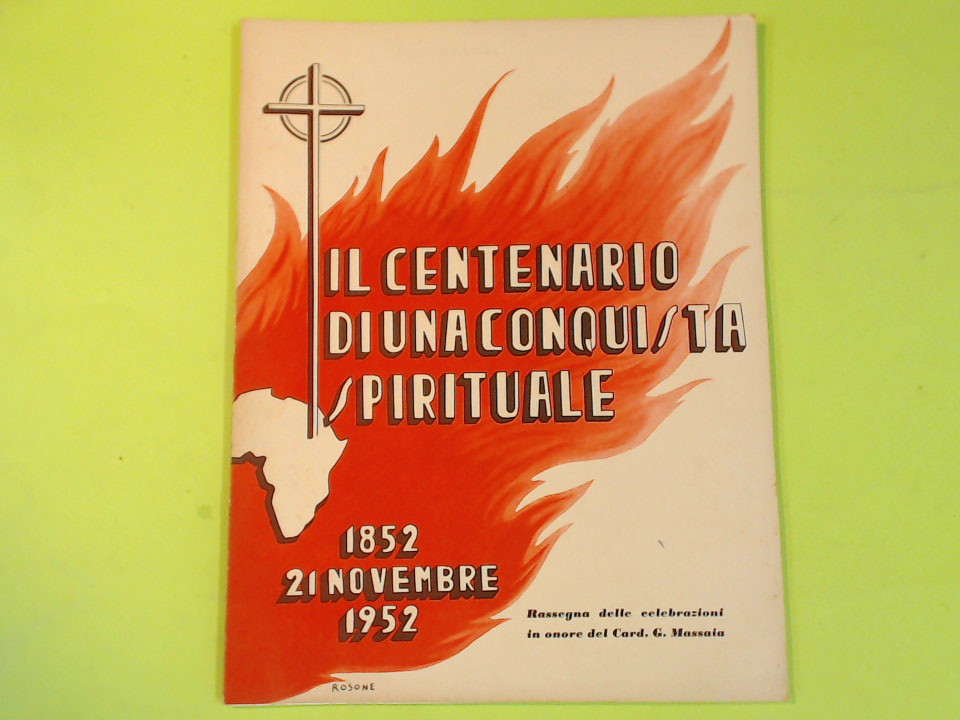 IL CENTENARIO
DI UNA CONQUISTA
SPIRITUALE
1852
21 NOVEMBRE
1952
Rassegna delle celebrazioni
in onore del Card. G. Massaia
ROSONE